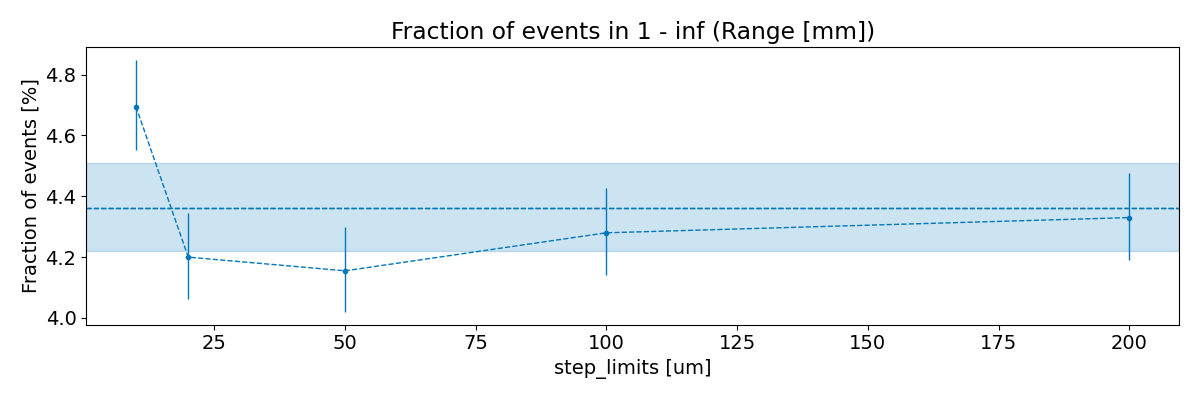 Fraction of events in 1 - inf (Range [mm])
Fraction of events [%]
4.8
4.6
4.4
4.2
4.0
25 50 75 100 125 150 175 200
step_limits [um]